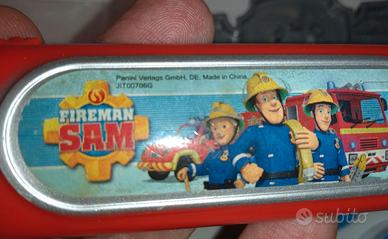 Panini Verlags GmbH, DE. Made in China.
JIT00706G
FIREMAN
SAM
subito